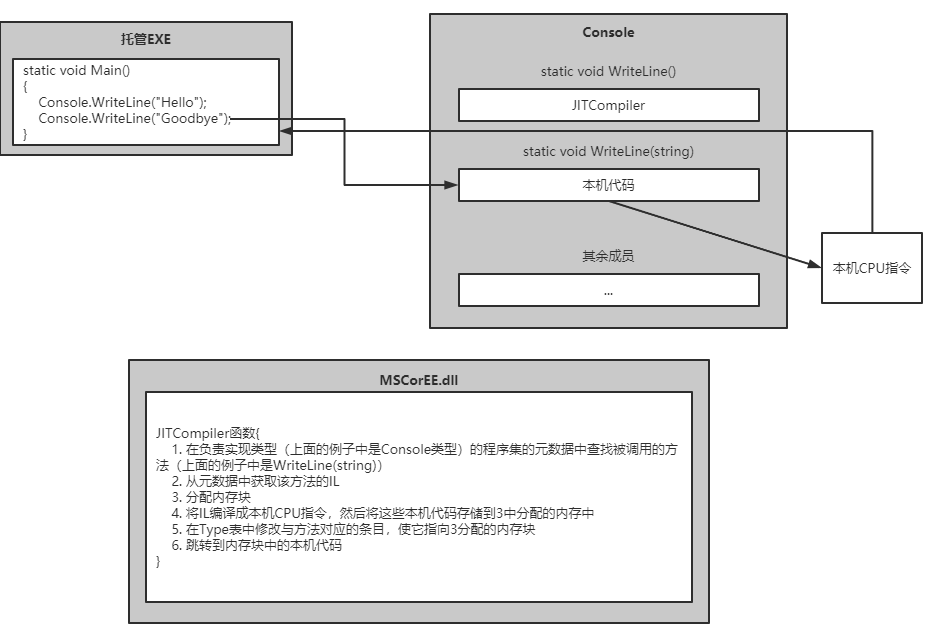 托管EXE
static void Main()
{
Console.WriteLine("Hello");
Console.WriteLine("Goodbye");
}
Console
static void WriteLine()
JITCompiler
static void WriteLine(string)
本机代码
其余成员
...
本机CPU指令
MSCorEE.dll
JITCompiler函数{
1. 在负责实现类型（上面的例子中是Console类型）的程序集的元数据中查找被调用的方
法（上面的例子中是WriteLine(string)）
2. 从元数据中获取该方法的IL
3. 分配内存块
4. 将IL编译成本机CPU指令，然后将这些本机代码存储到3中分配的内存中
5. 在Type表中修改与方法对应的条目，使它指向3分配的内存块
6. 跳转到内存块中的本机代码
}